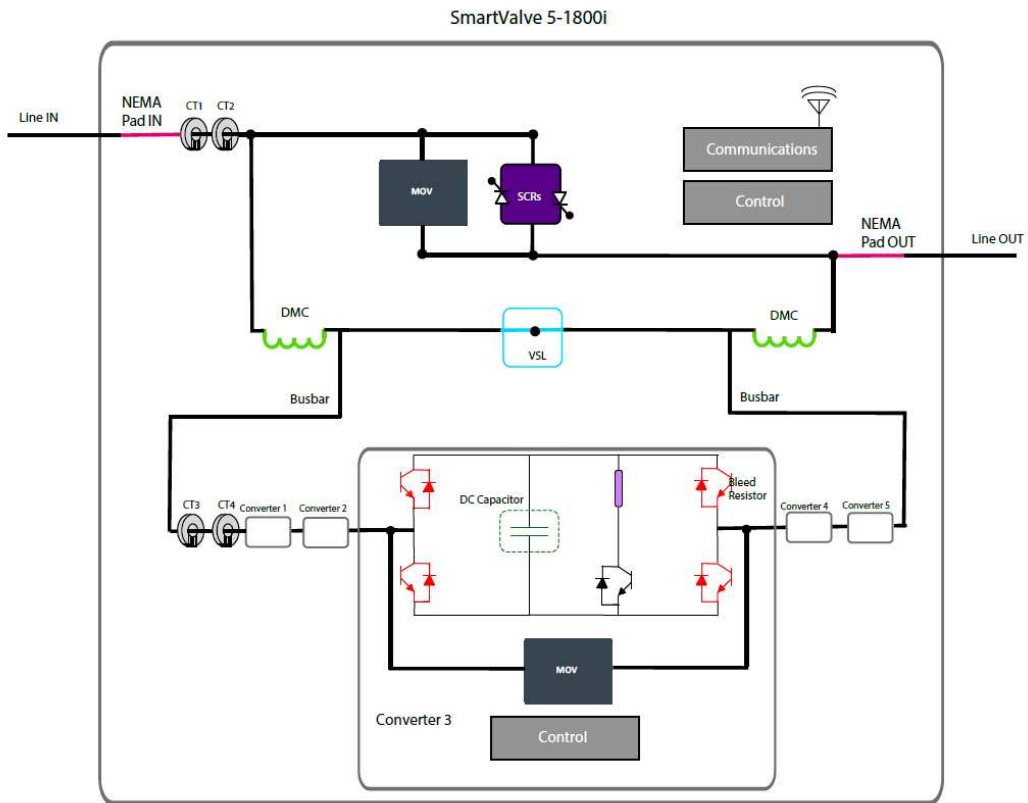 SmartValve 5-1800i
Line IN
NEMA
Pad IN
CT1
CT2
Communications
Control
MOV
SCRs
NEMA
Pad OUT
Line OUT
DMC
VSL
DMC
Busbar
Busbar
CT3
CT4
Converter 1
Converter 2
DC Capacitor
Bleed
Resistor
Converter 4
Converter 5
MOV
Converter 3
Control